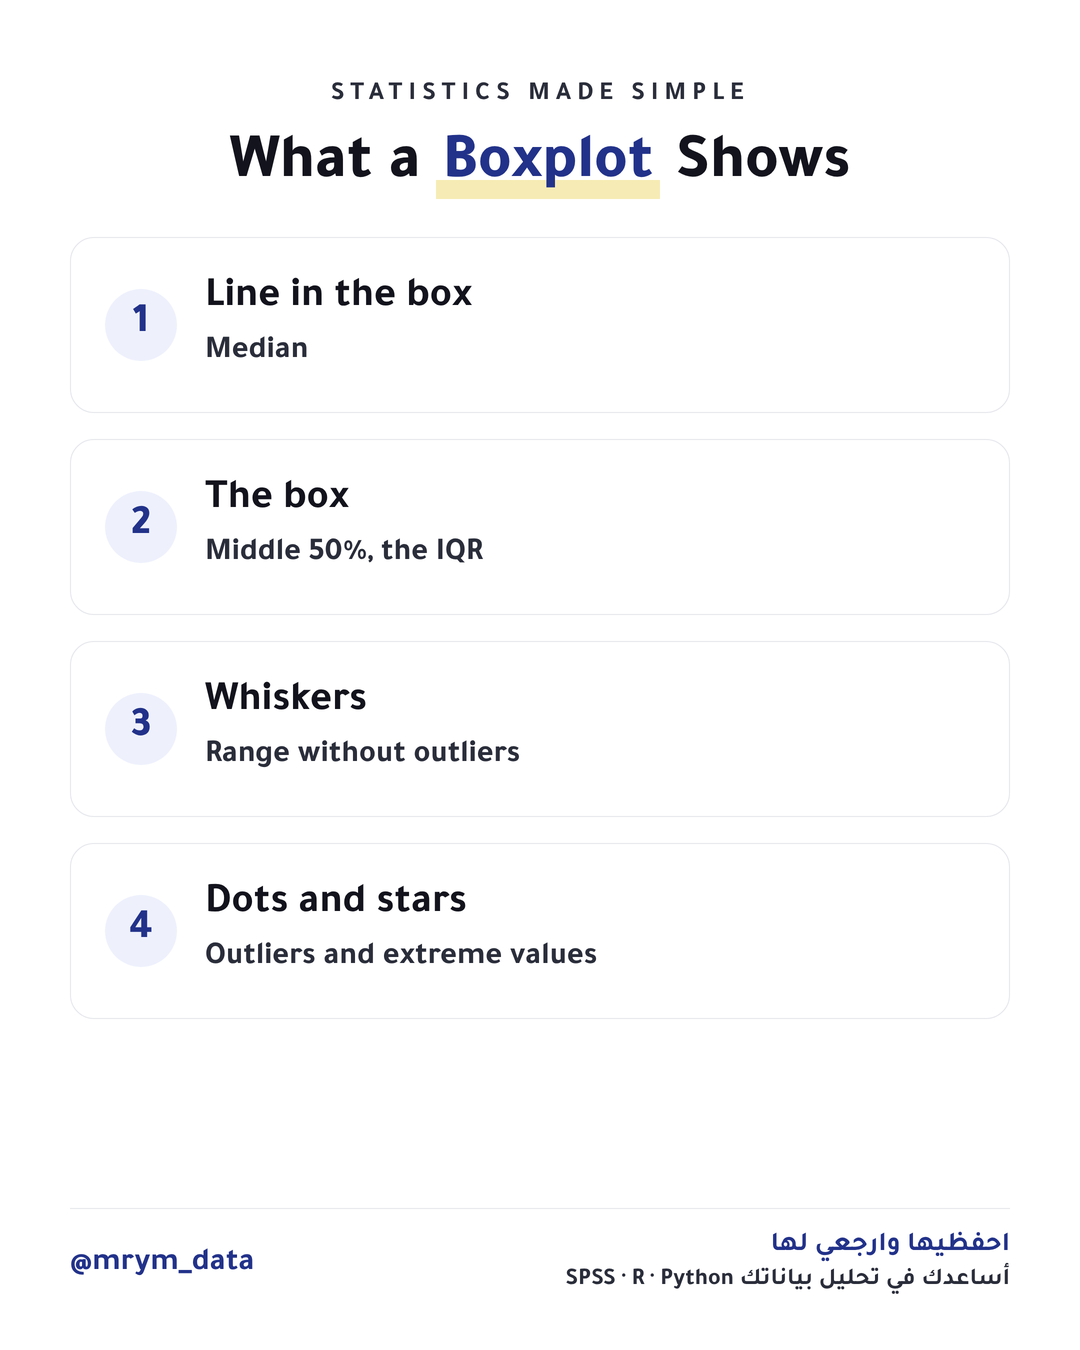 STATISTICS MADE SIMPLE
What a Boxplot Shows
1
Line in the box
Median
2
The box
Middle 50%, the IQR
3
Whiskers
Range without outliers
4
Dots and stars
Outliers and extreme values
@mrym_data
احفظيها وارجعي لها
أساعدك في تحليل بياناتك SPSS · R · Python